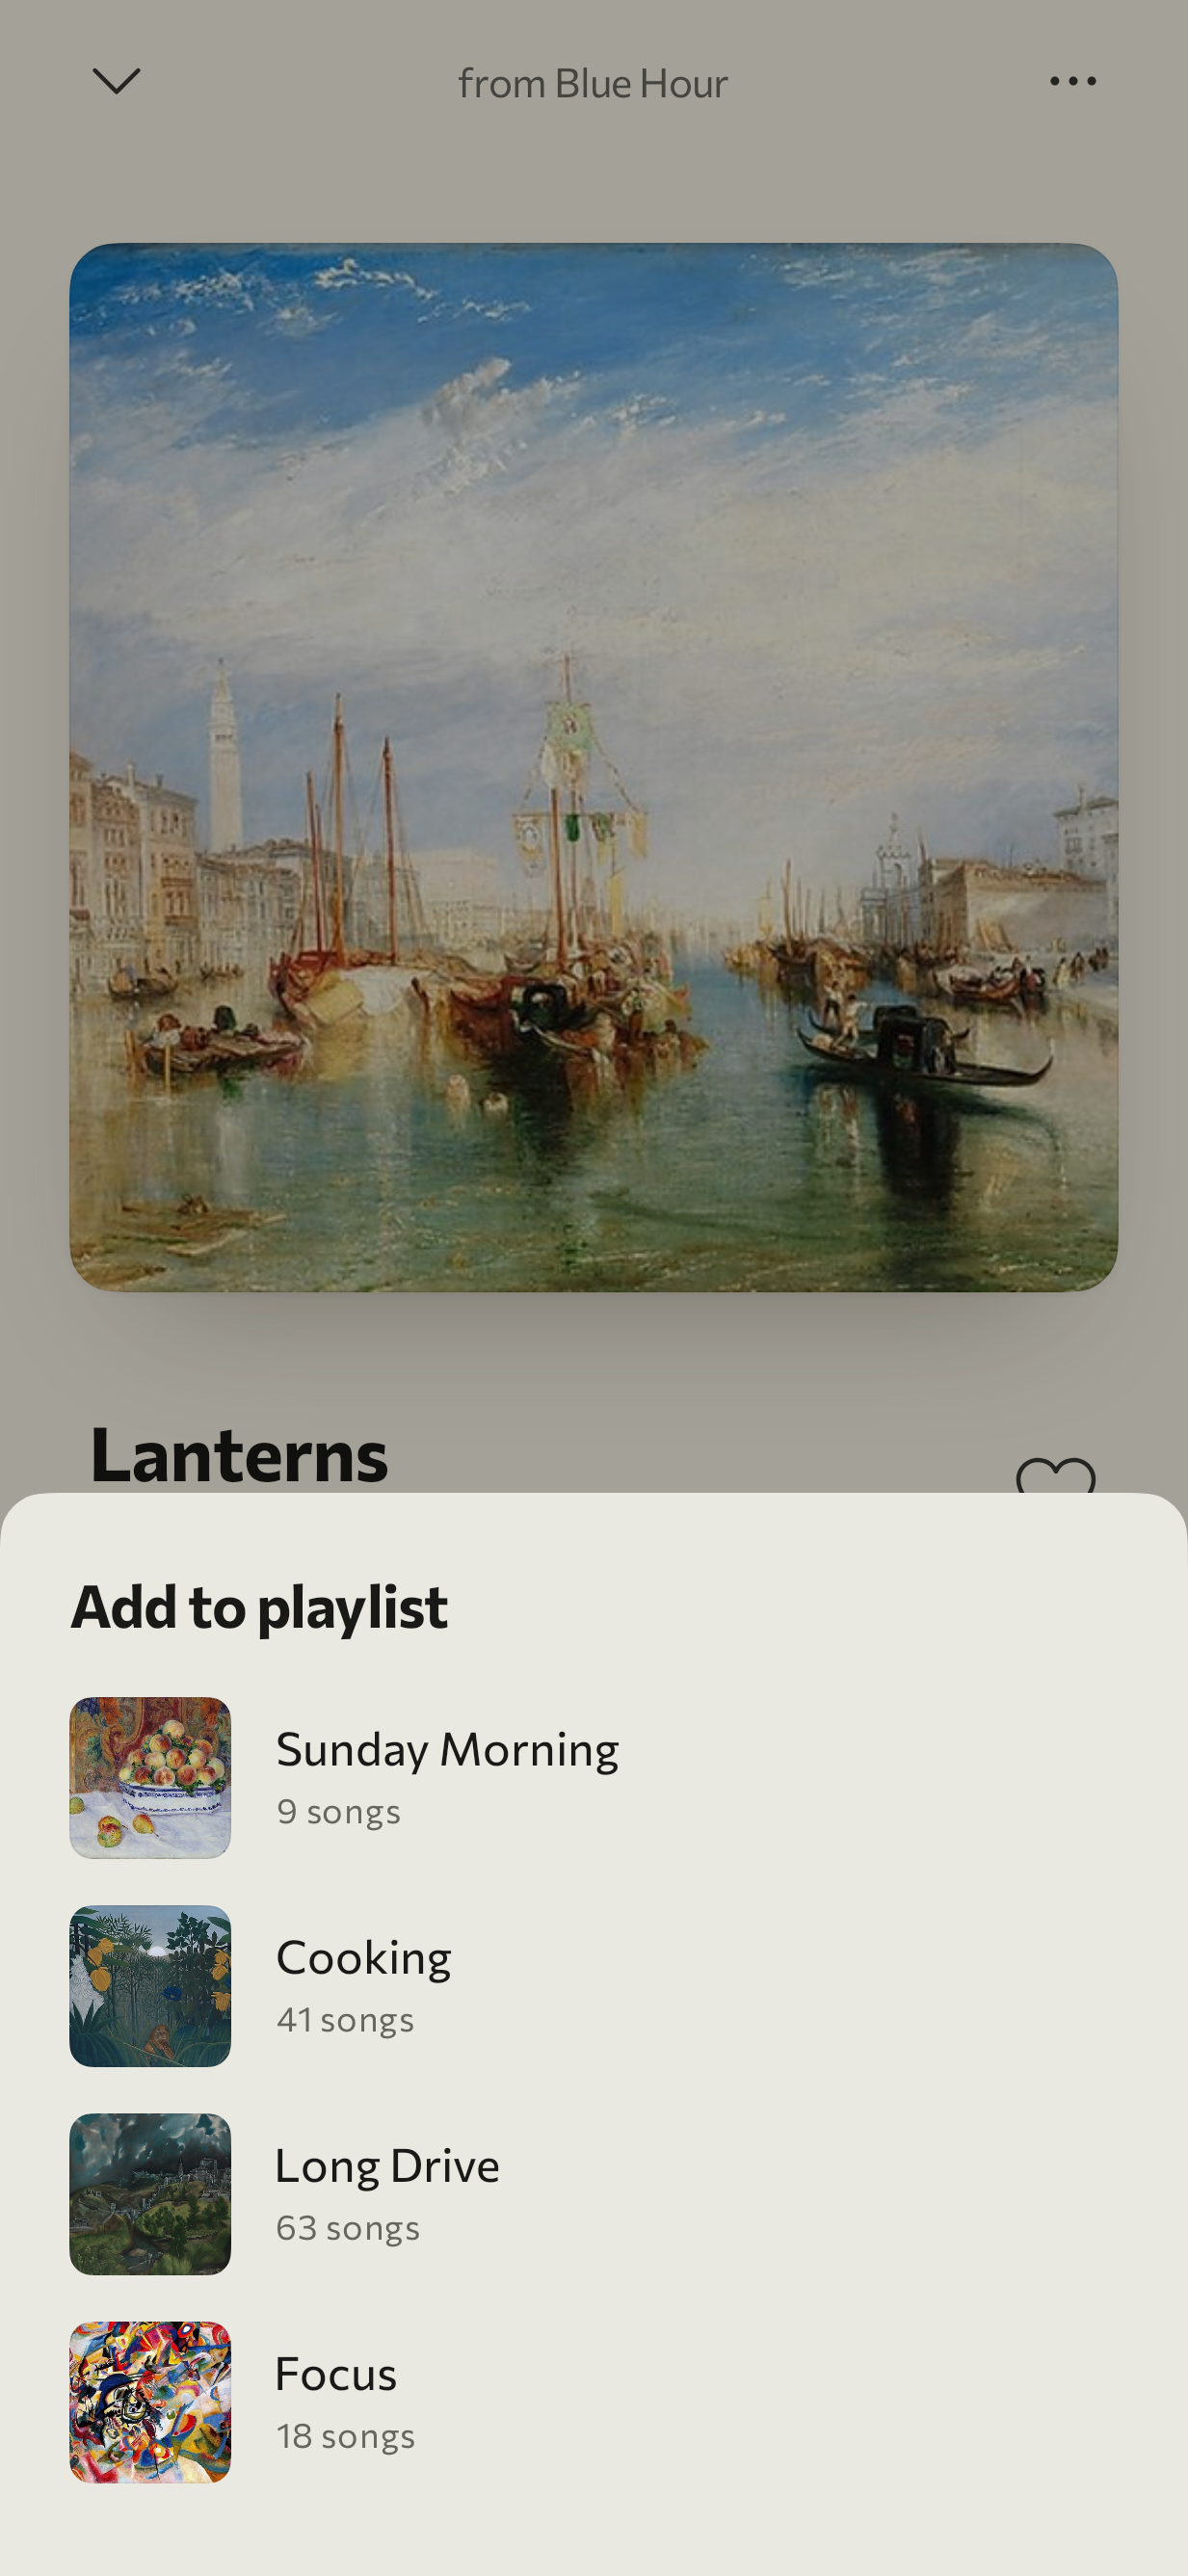 from Blue Hour
Lanterns
Add to playlist
Sunday Morning
9 songs
Cooking
41 songs
Long Drive
63 songs
Focus
18 songs